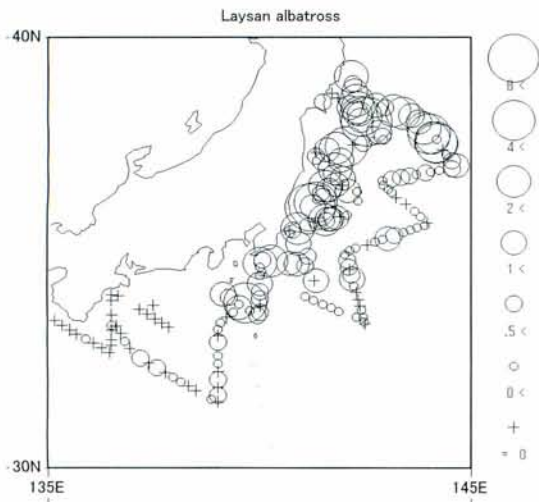 Laysan albatross
40N
8 <
4 <
2 <
1 <
.5 <
0 <
= 0
30N
135E
145E